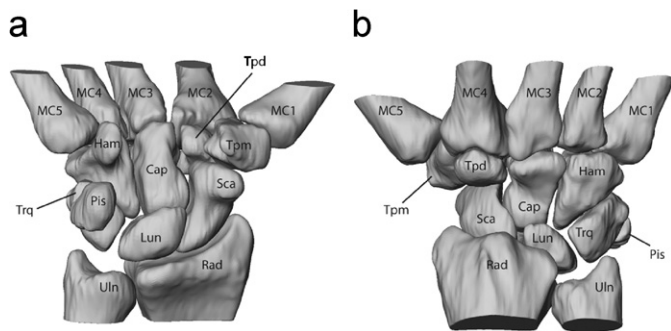 a
Tpd
MC5
MC4
MC3
MC2
MC1
Ham
Cap
Tpm
Sca
Trq
Pis
Lun
Rad
Uln
b
MC5
MC4
MC3
MC2
MC1
Tpd
Ham
Tpm
Sca
Cap
Trq
Lun
Pis
Rad
Uln